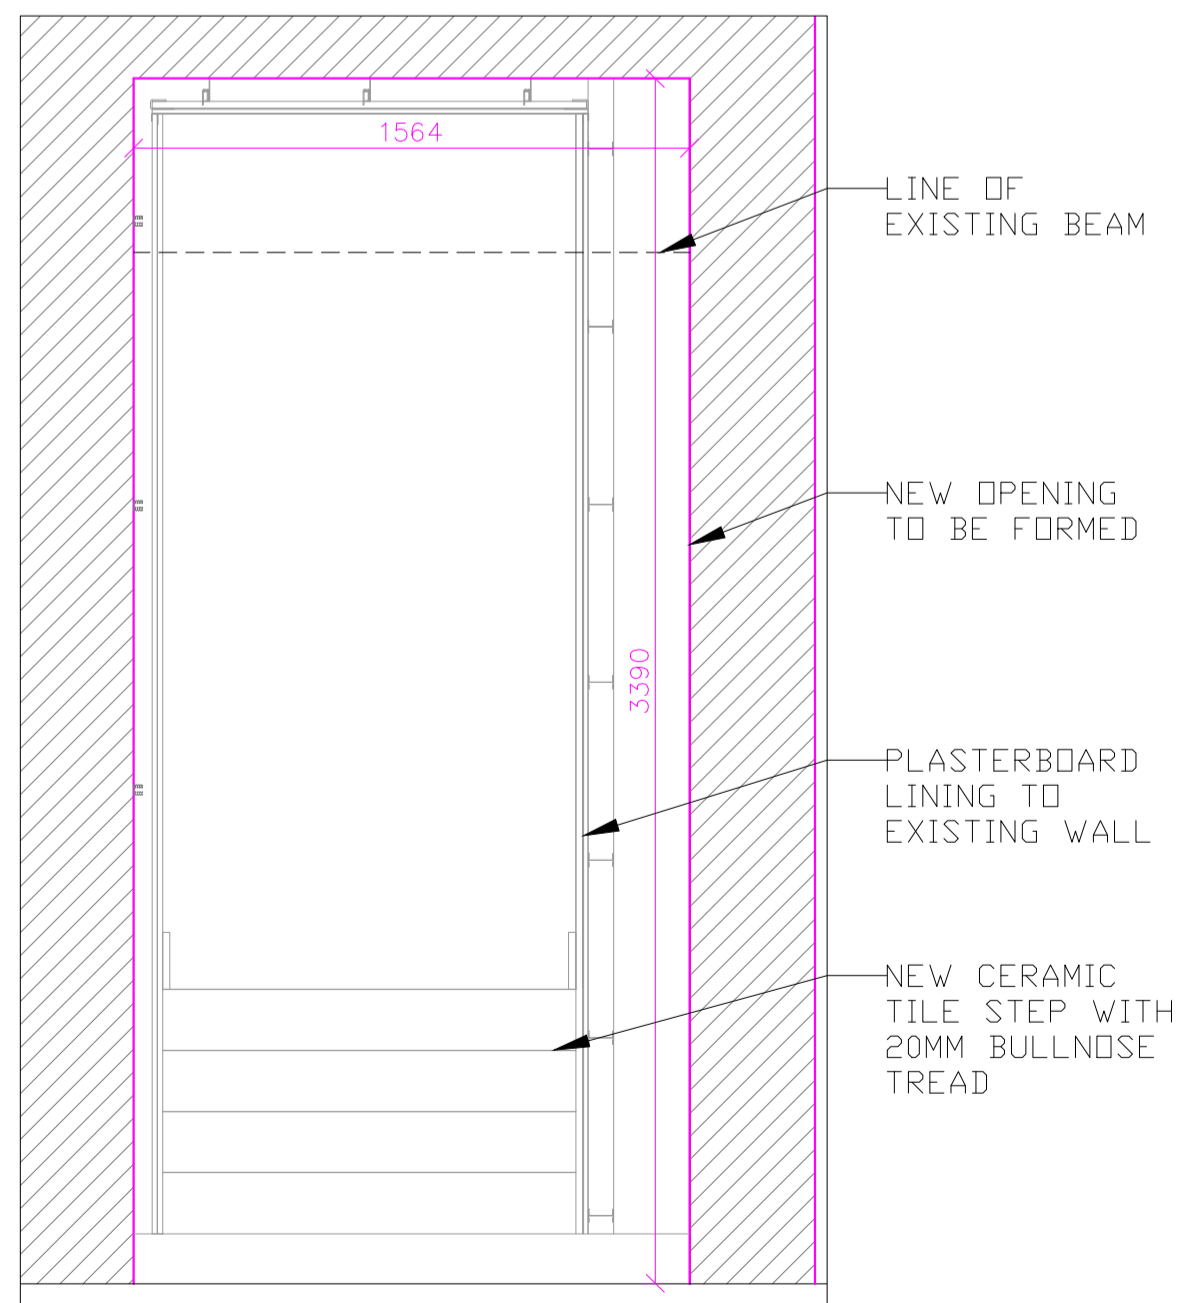 1564
LINE OF
EXISTING BEAM
NEW OPENING
TO BE FORMED
3390
PLASTERBOARD
LINING TO
EXISTING WALL
NEW CERAMIC
TILE STEP WITH
20MM BULLNOSE
TREAD